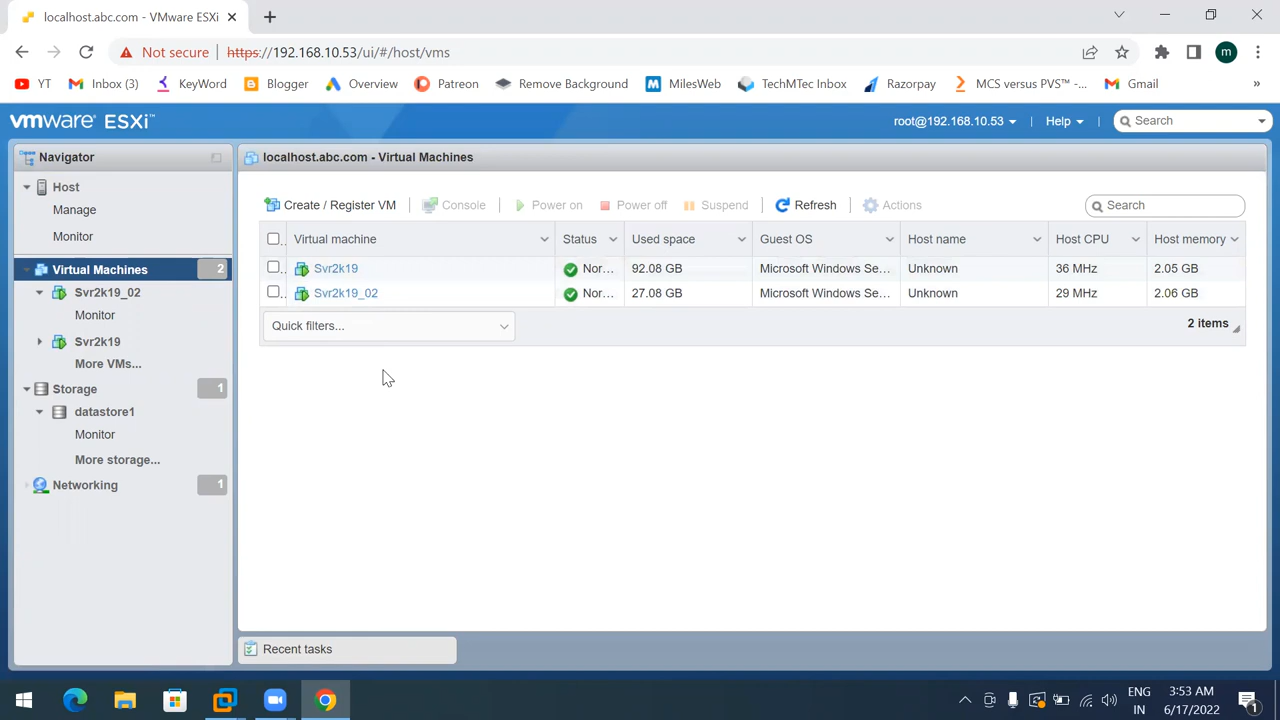 localhost.abc.com - VMware ESXi
Not secure https://192.168.10.53/ui/#/host/vms
m
YT Inbox (3) KeyWord Blogger Overview Patreon Remove Background MilesWeb TechMTec Inbox Razorpay MCS versus PVS™ -... Gmail »
vmware ESXi™
root@192.168.10.53 | Help | Search
Navigator
Host
Manage
Monitor
Virtual Machines 2
Svr2k19_02
Monitor
Svr2k19
More VMs...
Storage 1
datastore1
Monitor
More storage...
Networking 1
localhost.abc.com - Virtual Machines
Create / Register VM | Console | Power on Power off Suspend | Refresh | Actions
Search
Virtual machine Status Used space Guest OS Host name Host CPU Host memory
Svr2k19 Nor... 92.08 GB Microsoft Windows Se... Unknown 36 MHz 2.05 GB
Svr2k19_02 Nor... 27.08 GB Microsoft Windows Se... Unknown 29 MHz 2.06 GB
Quick filters...
2 items
Recent tasks
ENG
IN
3:53 AM
6/17/2022
1